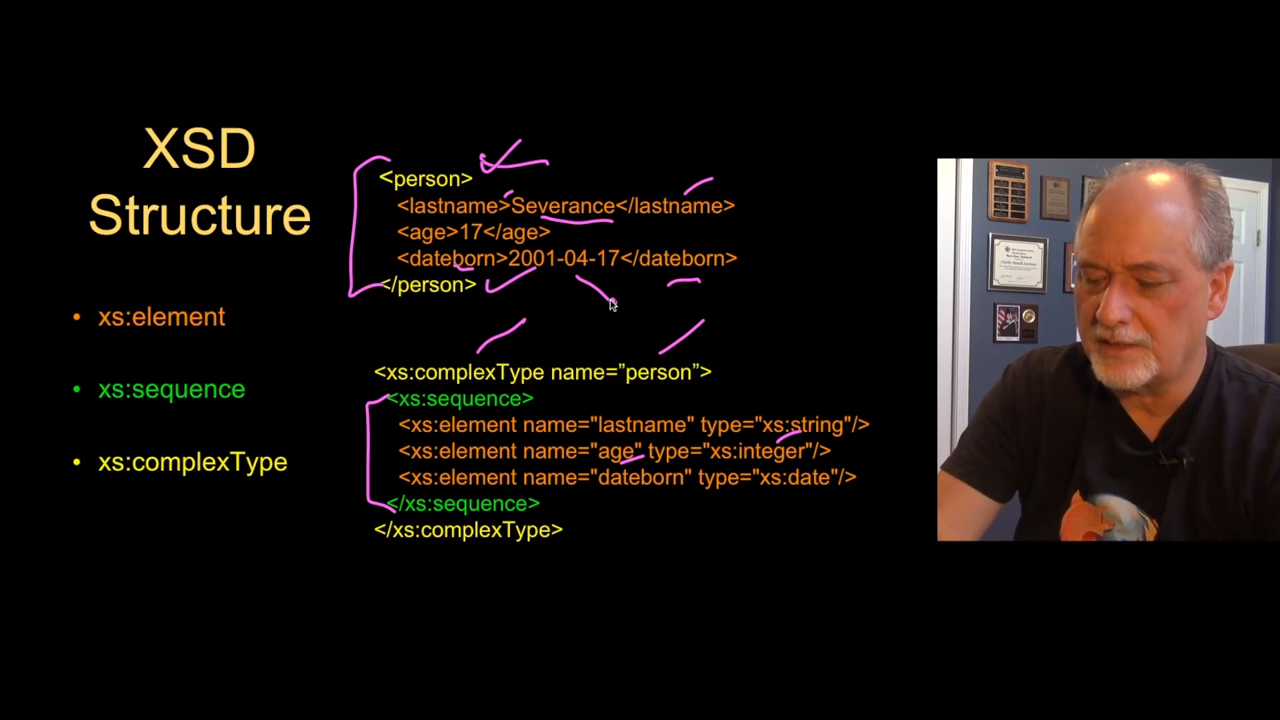 XSD
Structure
• xs:element
• xs:sequence
• xs:complexType
<person>
<lastname>Severance</lastname>
<age>17</age>
<dateborn>2001-04-17</dateborn>
</person>
<xs:complexType name=”person”>
<xs:sequence>
<xs:element name="lastname" type="xs:string"/>
<xs:element name="age" type="xs:integer"/>
<xs:element name="dateborn" type="xs:date"/>
</xs:sequence>
</xs:complexType>